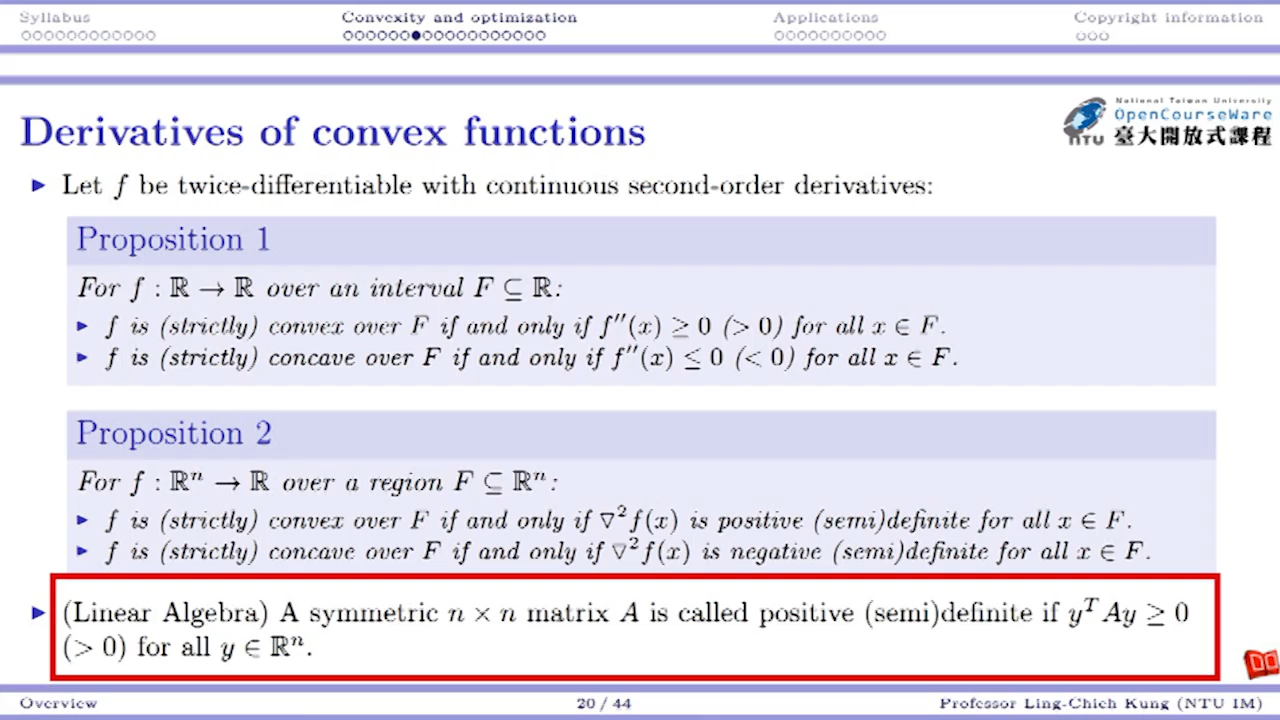 Syllabus
Convexity and optimization
Applications
Copyright information
Derivatives of convex functions
National Taiwan University
OpenCourseWare
臺大開放式課程
NTU
Let f be twice-differentiable with continuous second-order derivatives:
Proposition 1
For f : ℝ → ℝ over an interval F ⊆ ℝ:
f is (strictly) convex over F if and only if f″(x) ≥ 0 (> 0) for all x ∈ F.
f is (strictly) concave over F if and only if f″(x) ≤ 0 (< 0) for all x ∈ F.
Proposition 2
For f : ℝⁿ → ℝ over a region F ⊆ ℝⁿ:
f is (strictly) convex over F if and only if ▽²f(x) is positive (semi)definite for all x ∈ F.
f is (strictly) concave over F if and only if ▽²f(x) is negative (semi)definite for all x ∈ F.
(Linear Algebra) A symmetric n × n matrix A is called positive (semi)definite if yᵀAy ≥ 0
(> 0) for all y ∈ ℝⁿ.
Overview
20 / 44
Professor Ling-Chieh Kung (NTU IM)